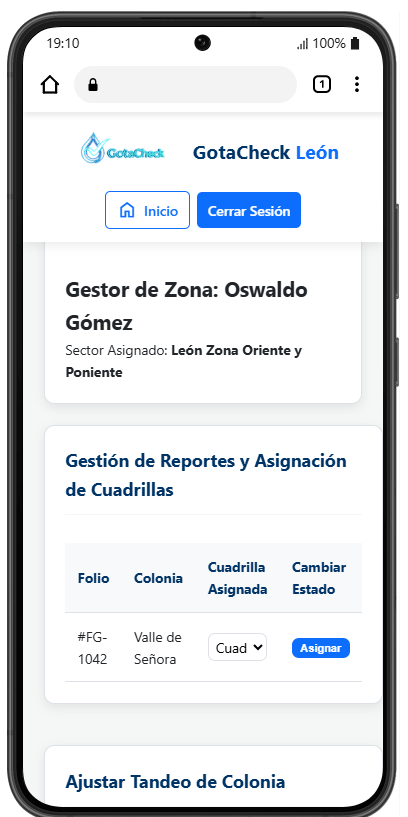 19:10
100%
1
GotaCheck
GotaCheck León
Inicio
Cerrar Sesión
Gestor de Zona: Oswaldo
Gómez
Sector Asignado: León Zona Oriente y
Poniente
Gestión de Reportes y Asignación
de Cuadrillas
Folio
Colonia
Cuadrilla
Asignada
Cambiar
Estado
#FG-
1042
Valle de
Señora
Cuad
Asignar
Ajustar Tandeo de Colonia